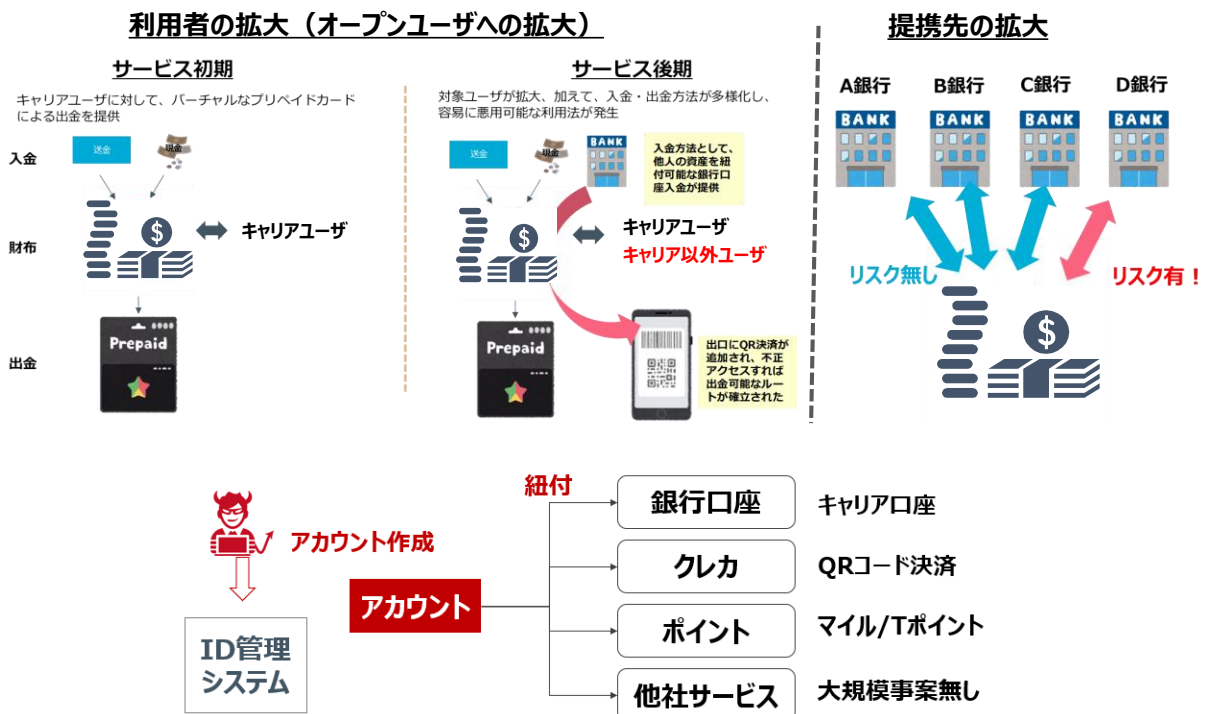 利用者の拡大（オープンユーザへの拡大）
サービス初期
キャリアユーザに対して、バーチャルなプリペイドカード
による出金を提供
入金
送金
現金
財布
$
キャリアユーザ
出金
Prepaid
サービス後期
対象ユーザが拡大、加えて、入金・出金方法が多様化し、
容易に悪用可能な利用法が発生
送金
現金
BANK
入金方法として、
他人の資産を紐
付可能な銀行口
座入金が提供
$
キャリアユーザ
キャリア以外ユーザ
Prepaid
出口にQR決済が
追加され、不正
アクセスすれば
出金可能なルー
トが確立された
提携先の拡大
A銀行 B銀行 C銀行 D銀行
BANK BANK BANK BANK
リスク無し
リスク有！
$
アカウント作成
ID管理
システム
アカウント
紐付
銀行口座 キャリア口座
クレカ QRコード決済
ポイント マイル/Tポイント
他社サービス 大規模事案無し